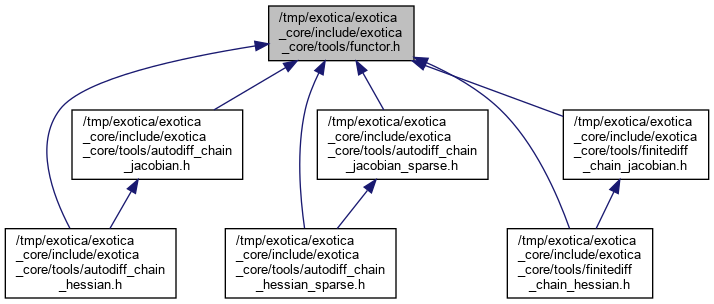 /tmp/exotica/exotica
_core/include/exotica
_core/tools/functor.h
/tmp/exotica/exotica
_core/include/exotica
_core/tools/autodiff_chain
_jacobian.h
/tmp/exotica/exotica
_core/include/exotica
_core/tools/autodiff_chain
_jacobian_sparse.h
/tmp/exotica/exotica
_core/include/exotica
_core/tools/finitediff
_chain_jacobian.h
/tmp/exotica/exotica
_core/include/exotica
_core/tools/autodiff_chain
_hessian.h
/tmp/exotica/exotica
_core/include/exotica
_core/tools/autodiff_chain
_hessian_sparse.h
/tmp/exotica/exotica
_core/include/exotica
_core/tools/finitediff
_chain_hessian.h